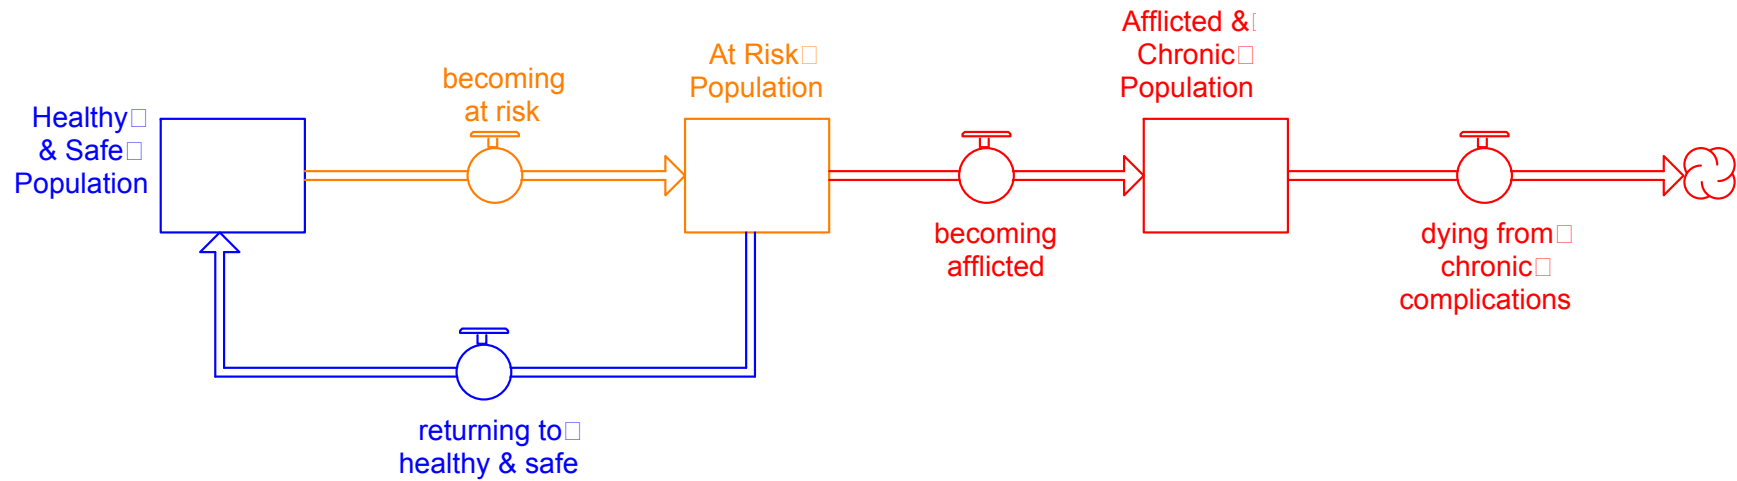 Healthy
& Safe
Population
becoming
at risk
At Risk
Population
Afflicted &
Chronic
Population
becoming
afflicted
dying from
chronic
complications
returning to
healthy & safe